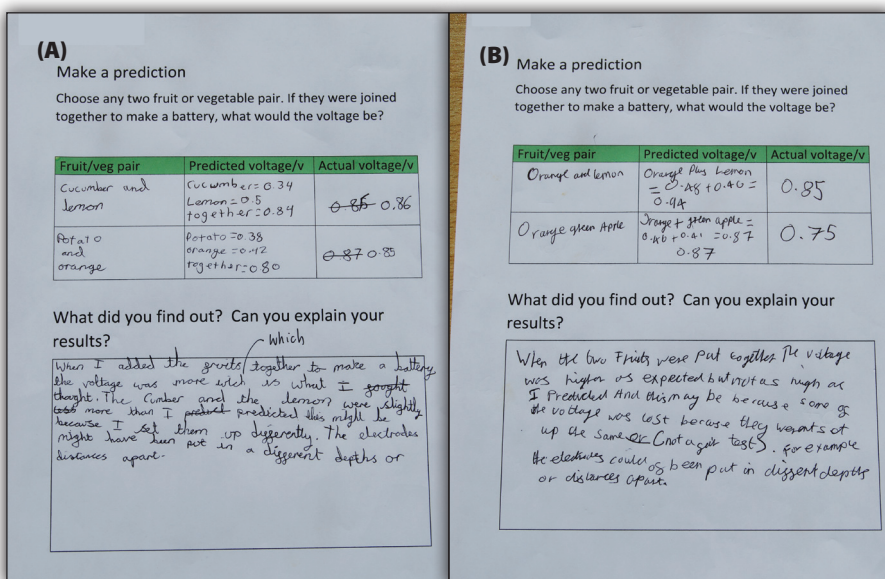 (A)
Make a prediction
Choose any two fruit or vegetable pair. If they were joined
together to make a battery, what would the voltage be?
Fruit/veg pair Predicted voltage/v Actual voltage/v
Cucumber and
lemon
Cucumber=0.34
Lemon=0.5
together=0.84
0.85 0.86
Potato
and
orange
Potato=0.38
orange=0.42
together=0.80
0.87 0.85
What did you find out? Can you explain your
results?
which
When I added the fruits together to make a battery
the voltage was more wich is what I
thought. The Cumber and the lemon were slightly
more than I predicted this might be
because I set them up differently. The electrodes
might have been put in a different depths or
distances apart.
(B)
Make a prediction
Choose any two fruit or vegetable pair. If they were joined
together to make a battery, what would the voltage be?
Fruit/veg pair Predicted voltage/v Actual voltage/v
Orange and lemon
Orange Plus Lemon
= 0.48+0.46=
0.94
0.85
Orange green Apple
Orange + green apple=
0.46+0.41=0.87
0.87
0.75
What did you find out? Can you explain your
results?
When the two Fruits were Put together The voltage
was higher as expected but not as high as
I Predicted And this may be because some of
the voltage was lost because they weren't set
up the same (not a fair test). for example
the electrodes could of been put in diffent depths
or distances apart.